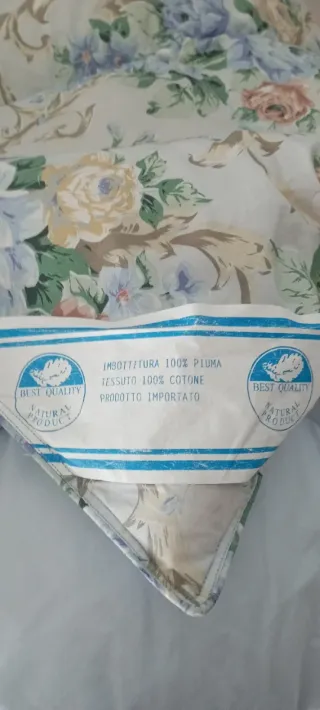 IMBOTTITURA 100% PIUMA
TESSUTO 100% COTONE
PRODOTTO IMPORTATO
BEST QUALITY
NATURAL
PRODUCT
BEST QUALITY
NATURAL
PRODUCT